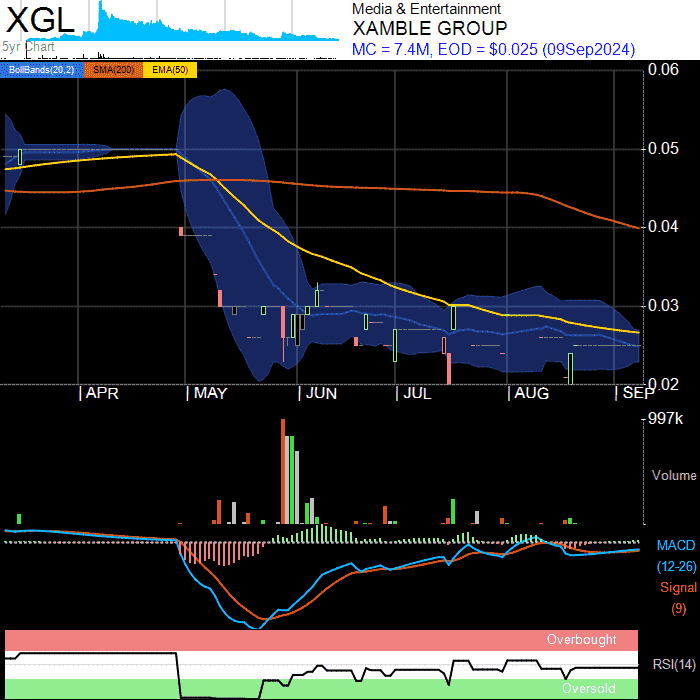 XGL
Media & Entertainment
XAMBLE GROUP
MC = 7.4M, EOD = $0.025 (09Sep2024)
5yr Chart
BollBands(20,2) SMA(200) EMA(50)
0.06
0.05
0.04
0.03
0.02
APR MAY JUN JUL AUG SEP
997k
Volume
MACD
(12-26)
Signal
(9)
Overbought
RSI(14)
Oversold